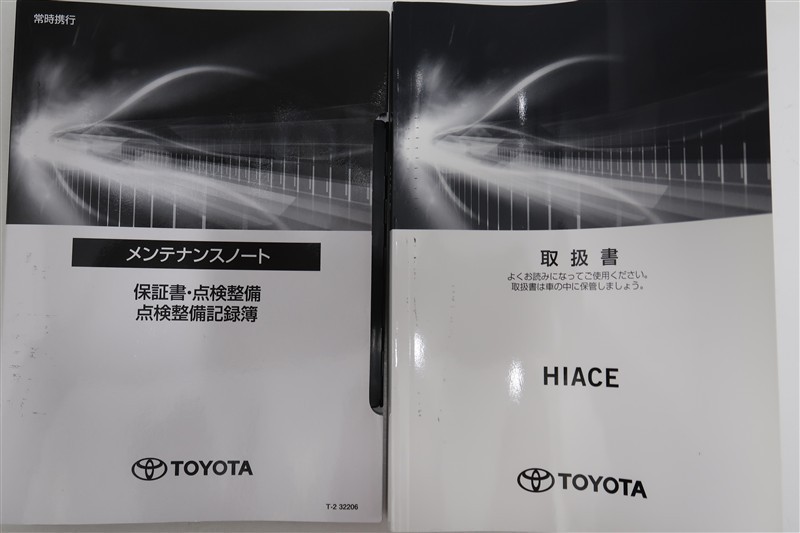 常時携行
メンテナンスノート
保証書・点検整備
点検整備記録簿
TOYOTA
T-2 32206
取扱書
よくお読みになってご使用ください。
取扱書は車の中に保管しましょう。
HIACE
TOYOTA